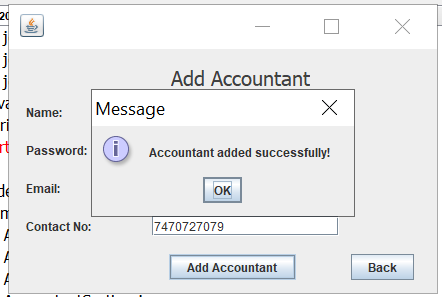 Add Accountant
Message
Name:
Accountant added successfully!
Password:
Email:
OK
Contact No:
7470727079
Add Accountant
Back